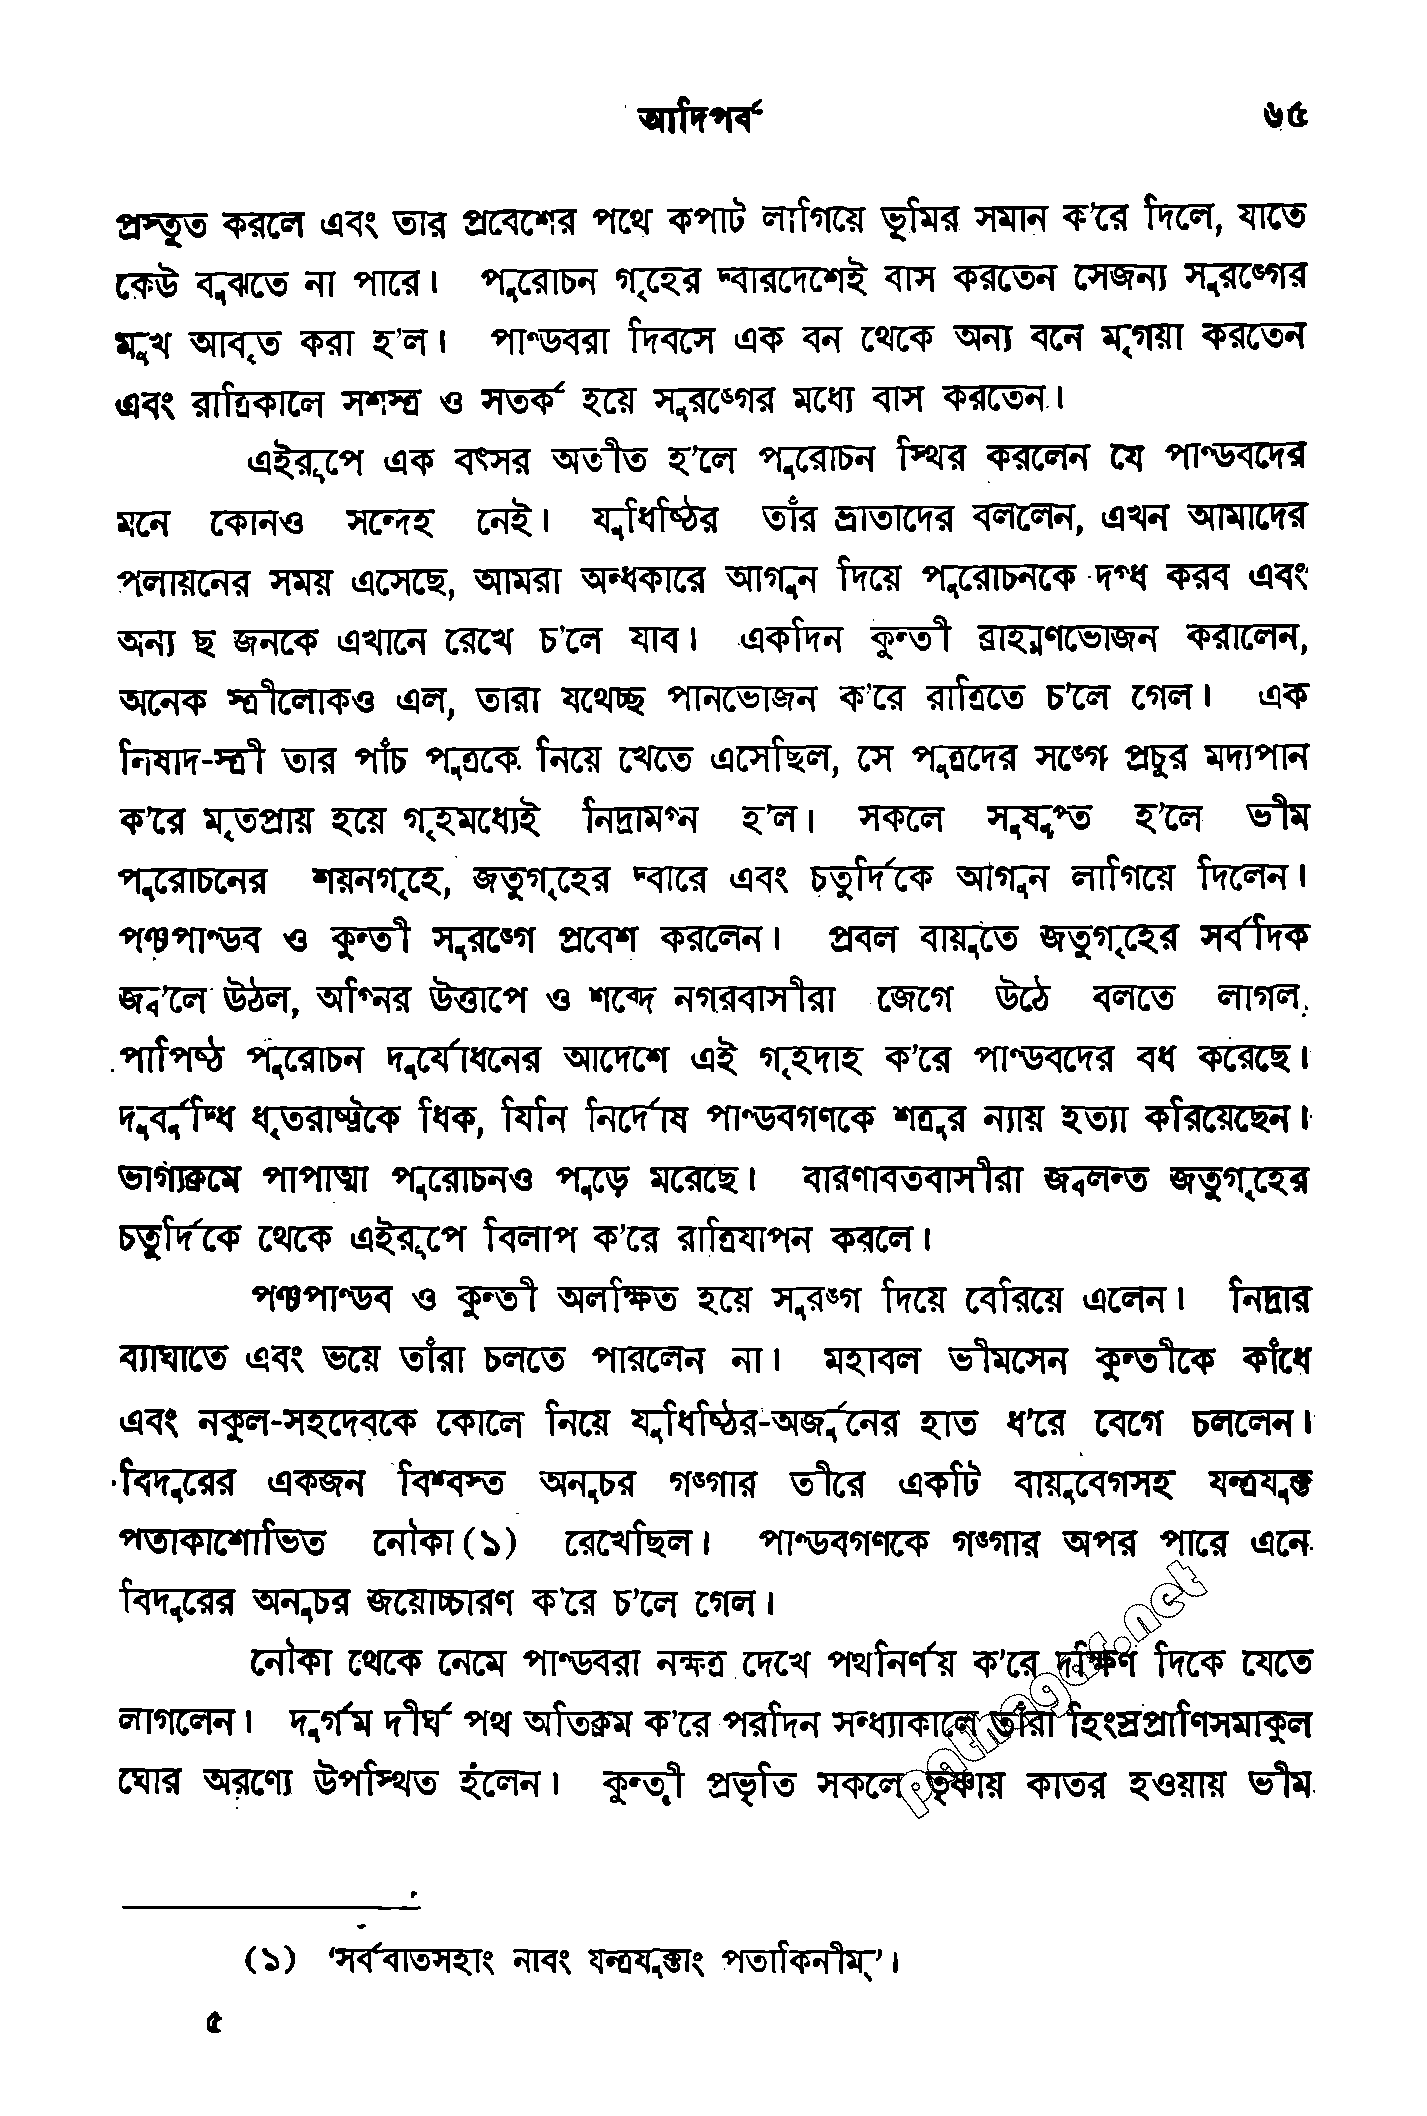 আদিপর্ব ৬৫
প্রস্তুত করলে এবং তার প্রবেশের পথে কপাট লাগিয়ে ভূমির সমান ক'রে দিলে, যাতে
কেউ বুঝতে না পারে। পুরোচন গৃহের দ্বারদেশেই বাস করতেন সেজন্য সুরঙ্গের
মুখ আবৃত করা হ'ল। পাণ্ডবরা দিবসে এক বন থেকে অন্য বনে মৃগয়া করতেন
এবং রাত্রিকালে সশস্ত্র ও সতর্ক হয়ে সুরঙ্গের মধ্যে বাস করতেন।
এইরূপে এক বৎসর অতীত হ'লে পুরোচন স্থির করলেন যে পাণ্ডবদের
মনে কোনও সন্দেহ নেই। যুধিষ্ঠির তাঁর ভ্রাতাদের বললেন, এখন আমাদের
পলায়নের সময় এসেছে, আমরা অন্ধকারে আগুন দিয়ে পুরোচনকে দগ্ধ করব এবং
অন্য ছ জনকে এখানে রেখে চ'লে যাব। একদিন কুন্তী ব্রাহ্মণভোজন করালেন,
অনেক স্ত্রীলোকও এল, তারা যথেচ্ছ পানভোজন ক'রে রাত্রিতে চ'লে গেল। এক
নিষাদ-স্ত্রী তার পাঁচ পুত্রকে নিয়ে খেতে এসেছিল, সে পুত্রদের সঙ্গে প্রচুর মদ্যপান
ক'রে মৃতপ্রায় হয়ে গৃহমধ্যেই নিদ্রামগ্ন হ'ল। সকলে সুষুপ্ত হ'লে ভীম
পুরোচনের শয়নগৃহে, জতুগৃহের দ্বারে এবং চতুর্দিকে আগুন লাগিয়ে দিলেন।
পঞ্চপাণ্ডব ও কুন্তী সুরঙ্গে প্রবেশ করলেন। প্রবল বায়ুতে জতুগৃহের সর্বদিক
জ্ব'লে উঠল, অগ্নির উত্তাপে ও শব্দে নগরবাসীরা জেগে উঠে বলতে লাগল,
পাপিষ্ঠ পুরোচন দুর্যোধনের আদেশে এই গৃহদাহ ক'রে পাণ্ডবদের বধ করেছে।
দুর্বুদ্ধি ধৃতরাষ্ট্রকে ধিক, যিনি নির্দোষ পাণ্ডবগণকে শত্রুর ন্যায় হত্যা করিয়েছেন।
ভাগ্যক্রমে পাপাত্মা পুরোচনও পুড়ে মরেছে। বারণাবতবাসীরা জ্বলন্ত জতুগৃহের
চতুর্দিকে থেকে এইরূপে বিলাপ ক'রে রাত্রিযাপন করলে।
পঞ্চপাণ্ডব ও কুন্তী অলক্ষিত হয়ে সুরঙ্গ দিয়ে বেরিয়ে এলেন। নিদ্রার
ব্যাঘাতে এবং ভয়ে তাঁরা চলতে পারলেন না। মহাবল ভীমসেন কুন্তীকে কাঁধে
এবং নকুল-সহদেবকে কোলে নিয়ে যুধিষ্ঠির-অর্জুনের হাত ধ'রে বেগে চললেন।
বিদুরের একজন বিশ্বস্ত অনুচর গঙ্গার তীরে একটি বায়ুবেগসহ যন্ত্রযুক্ত
পতাকাশোভিত নৌকা (১) রেখেছিল। পাণ্ডবগণকে গঙ্গার অপর পারে এনে
বিদুরের অনুচর জয়োচ্চারণ ক'রে চ'লে গেল।
নৌকা থেকে নেমে পাণ্ডবরা নক্ষত্র দেখে পথনির্ণয় ক'রে দক্ষিণ দিকে যেতে
লাগলেন। দুর্গম দীর্ঘ পথ অতিক্রম ক'রে পরদিন সন্ধ্যাকালে তাঁরা হিংস্রপ্রাণিসমাকুল
ঘোর অরণ্যে উপস্থিত হলেন। কুন্তী প্রভৃতি সকলে তৃষ্ণায় কাতর হওয়ায় ভীম
pathagar.net
(১) 'সর্ববাতসহাং নাবং যন্ত্রযুক্তাং পতাকিনীম্'।
৫